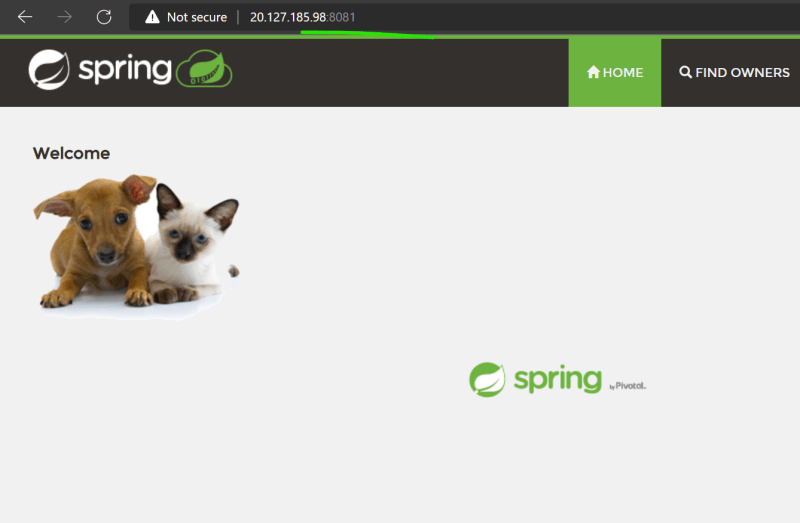 Not secure | 20.127.185.98:8081
spring
HOME
FIND OWNERS
Welcome
spring by Pivotal.